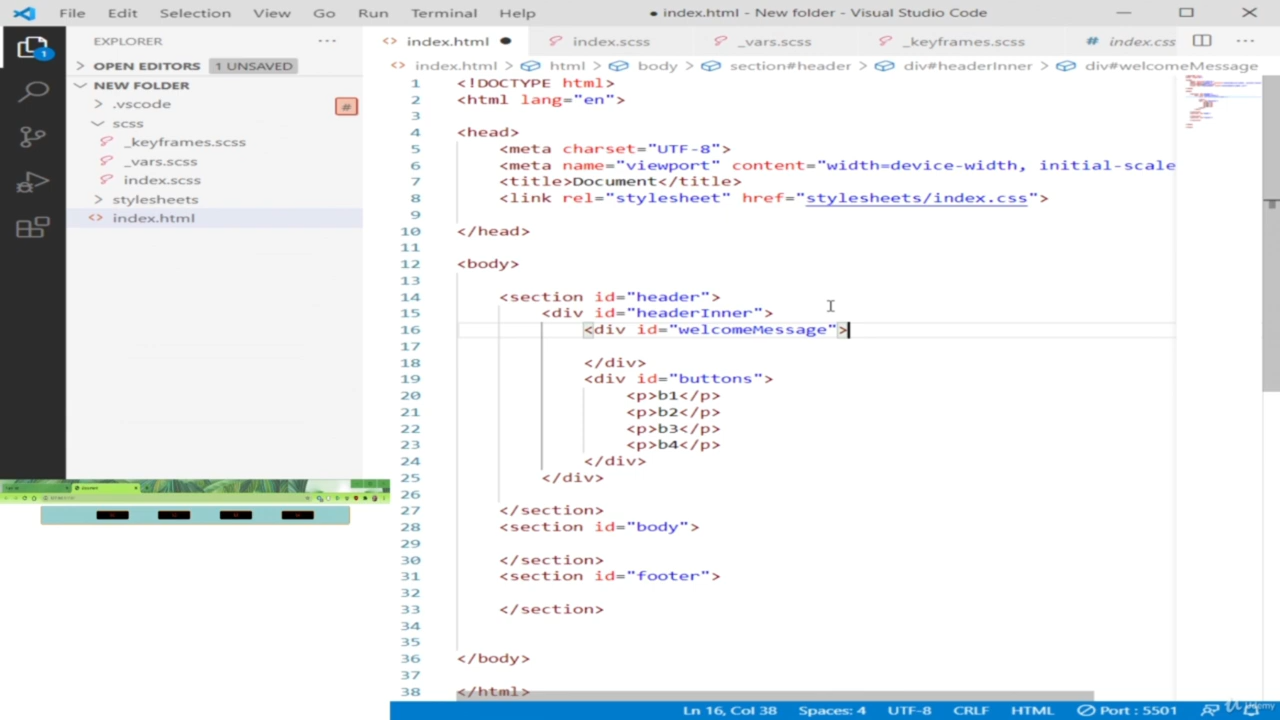 File Edit Selection View Go Run Terminal Help
● index.html - New folder - Visual Studio Code
EXPLORER ···
OPEN EDITORS 1 UNSAVED
NEW FOLDER
.vscode
scss
_keyframes.scss
_vars.scss
index.scss
stylesheets
index.html
1
#
index.html ● index.scss _vars.scss _keyframes.scss # index.css ···
index.html html body section#header div#headerInner div#welcomeMessage
1 <!DOCTYPE html>
2 <html lang="en">
3
4 <head>
5 <meta charset="UTF-8">
6 <meta name="viewport" content="width=device-width, initial-scale
7 <title>Document</title>
8 <link rel="stylesheet" href="stylesheets/index.css">
9
10 </head>
11
12 <body>
13
14 <section id="header">
15 <div id="headerInner">
16 <div id="welcomeMessage">
17
18 </div>
19 <div id="buttons">
20 <p>b1</p>
21 <p>b2</p>
22 <p>b3</p>
23 <p>b4</p>
24 </div>
25 </div>
26
27 </section>
28 <section id="body">
29
30 </section>
31 <section id="footer">
32
33 </section>
34
35
36 </body>
37
38 </html>
Ln 16, Col 38 Spaces: 4 UTF-8 CRLF HTML Port : 5501
Udemy